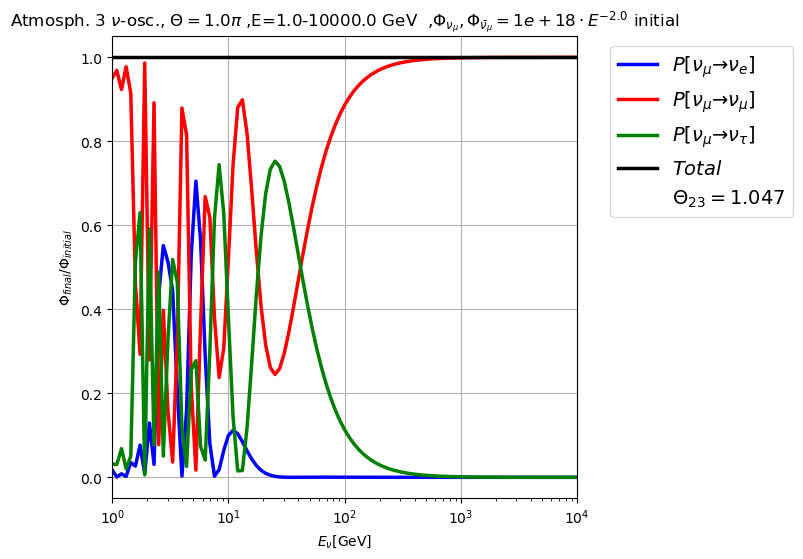 Atmosph. 3 ν-osc., Θ = 1.0π ,E=1.0-10000.0 GeV ,Φ_{ν_μ}, Φ_{ν̄_μ} = 1e + 18 · E^{−2.0} initial
P[ν_μ→ν_e]
P[ν_μ→ν_μ]
P[ν_μ→ν_τ]
Total
Θ_{23} = 1.047
Φ_{final}/Φ_{initial}
1.0
0.8
0.6
0.4
0.2
0.0
10^0
10^1
10^2
10^3
10^4
E_ν[GeV]